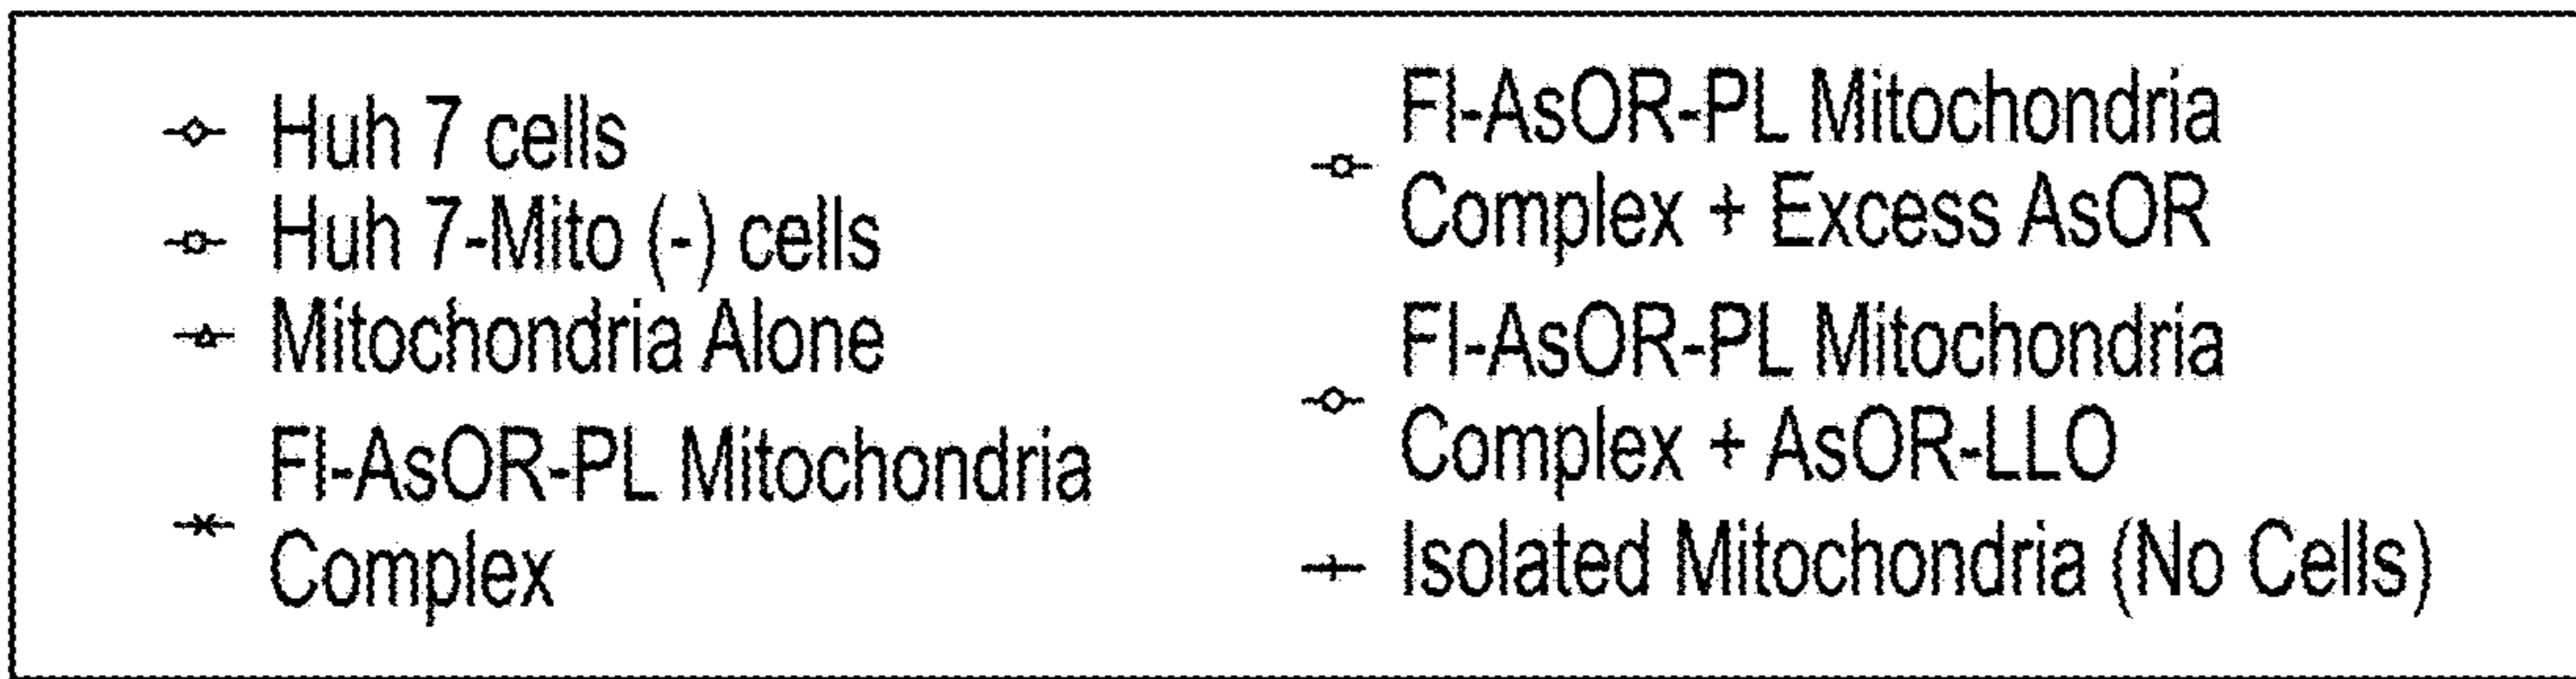 Huh 7 cells
Huh 7-Mito (-) cells
Mitochondria Alone
Fl-AsOR-PL Mitochondria
Complex
Fl-AsOR-PL Mitochondria
Complex + Excess AsOR
Fl-AsOR-PL Mitochondria
Complex + AsOR-LLO
Isolated Mitochondria (No Cells)